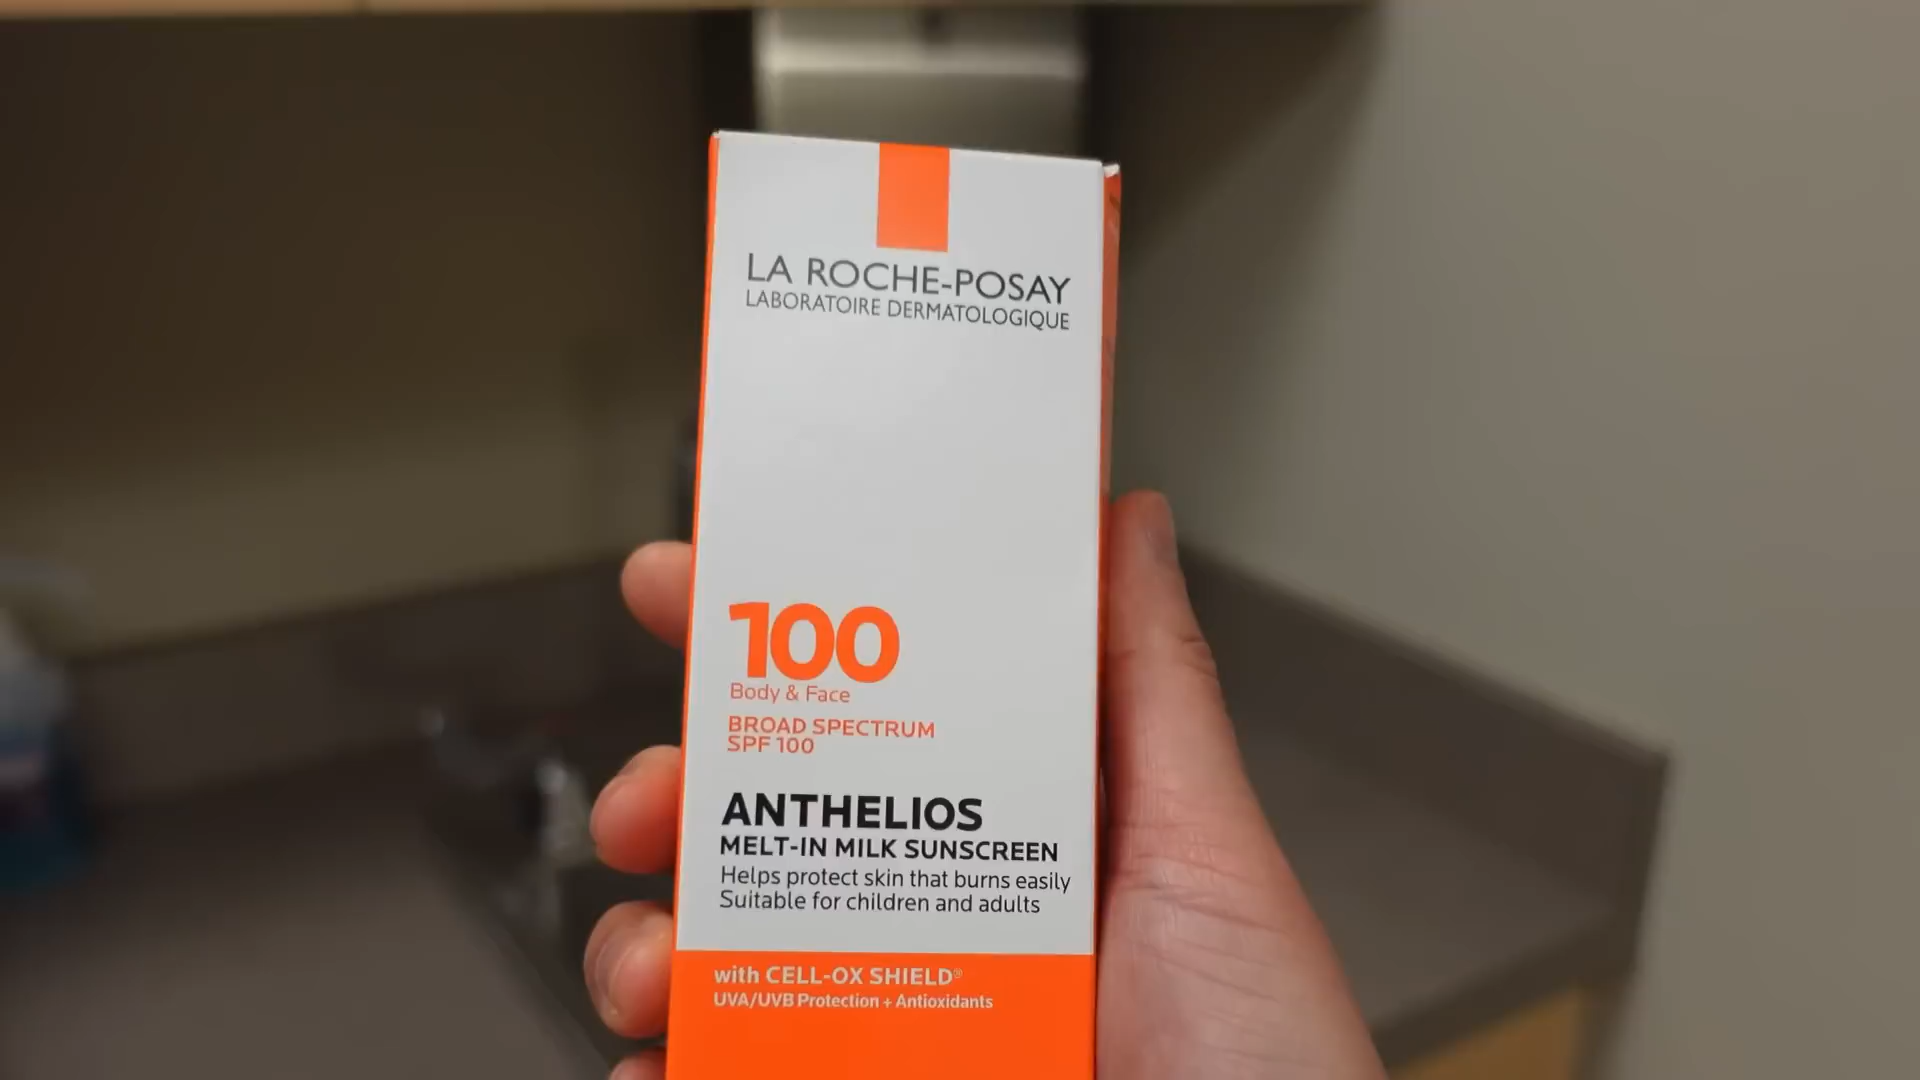 LA ROCHE-POSAY
LABORATOIRE DERMATOLOGIQUE
100
Body & Face
BROAD SPECTRUM
SPF 100
ANTHELIOS
MELT-IN MILK SUNSCREEN
Helps protect skin that burns easily
Suitable for children and adults
with CELL-OX SHIELD®
UVA/UVB Protection + Antioxidants